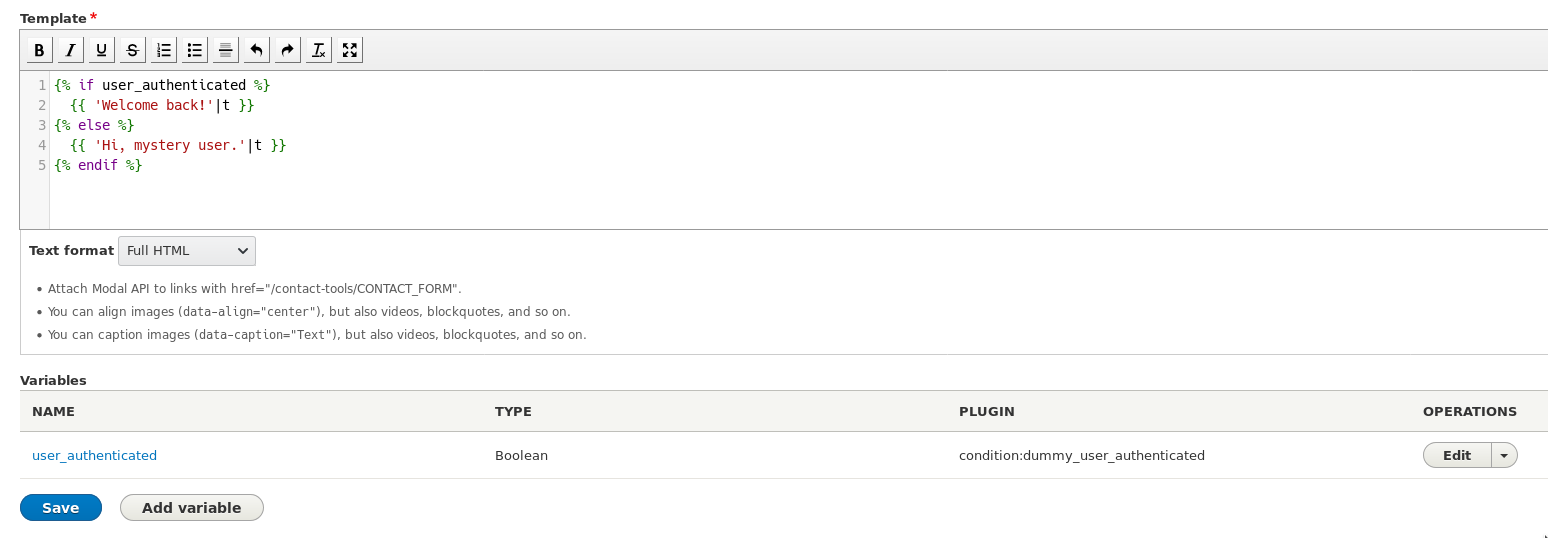 Template*
B I U S
1 {% if user_authenticated %}
2   {{ 'Welcome back!'|t }}
3 {% else %}
4   {{ 'Hi, mystery user.'|t }}
5 {% endif %}
Text format Full HTML
• Attach Modal API to links with href="/contact-tools/CONTACT_FORM".
• You can align images (data-align="center"), but also videos, blockquotes, and so on.
• You can caption images (data-caption="Text"), but also videos, blockquotes, and so on.
Variables
NAME TYPE PLUGIN OPERATIONS
user_authenticated Boolean condition:dummy_user_authenticated Edit
Save Add variable